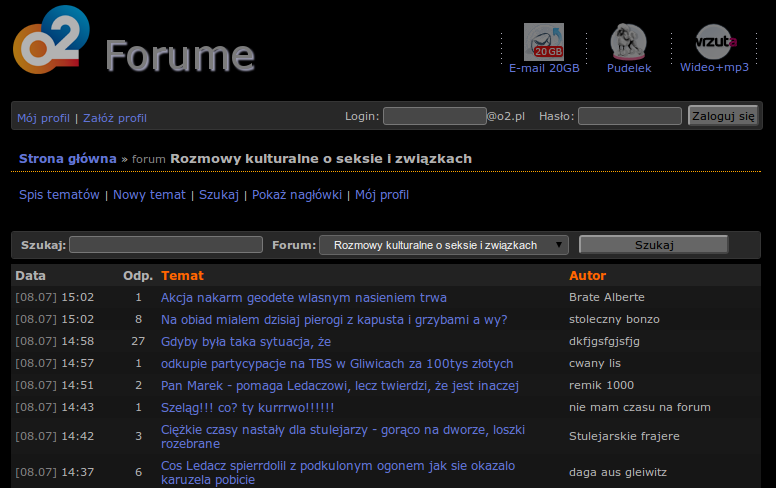 o2 Forume
20 GB
wrzuta
E-mail 20GB Pudelek Wideo+mp3
Mój profil | Załóż profil Login: @o2.pl Hasło: Zaloguj się
Strona główna » forum Rozmowy kulturalne o seksie i związkach
Spis tematów | Nowy temat | Szukaj | Pokaż nagłówki | Mój profil
Szukaj: Forum: Rozmowy kulturalne o seksie i związkach Szukaj
Data Odp. Temat Autor
[08.07] 15:02 1 Akcja nakarm geodete wlasnym nasieniem trwa Brate Alberte
[08.07] 15:02 8 Na obiad mialem dzisiaj pierogi z kapusta i grzybami a wy? stoleczny bonzo
[08.07] 14:58 27 Gdyby była taka sytuacja, że dkfjgsfgjsfjg
[08.07] 14:57 1 odkupie partycypacje na TBS w Gliwicach za 100tys złotych cwany lis
[08.07] 14:51 2 Pan Marek - pomaga Ledaczowi, lecz twierdzi, że jest inaczej remik 1000
[08.07] 14:43 1 Szeląg!!! co? ty kurrrwo!!!!!! nie mam czasu na forum
[08.07] 14:42 3 Ciężkie czasy nastały dla stulejarzy - gorąco na dworze, loszki
rozebrane Stulejarskie frajere
[08.07] 14:37 6 Cos Ledacz spierrdolil z podkulonym ogonem jak sie okazalo
karuzela pobicie daga aus gleiwitz